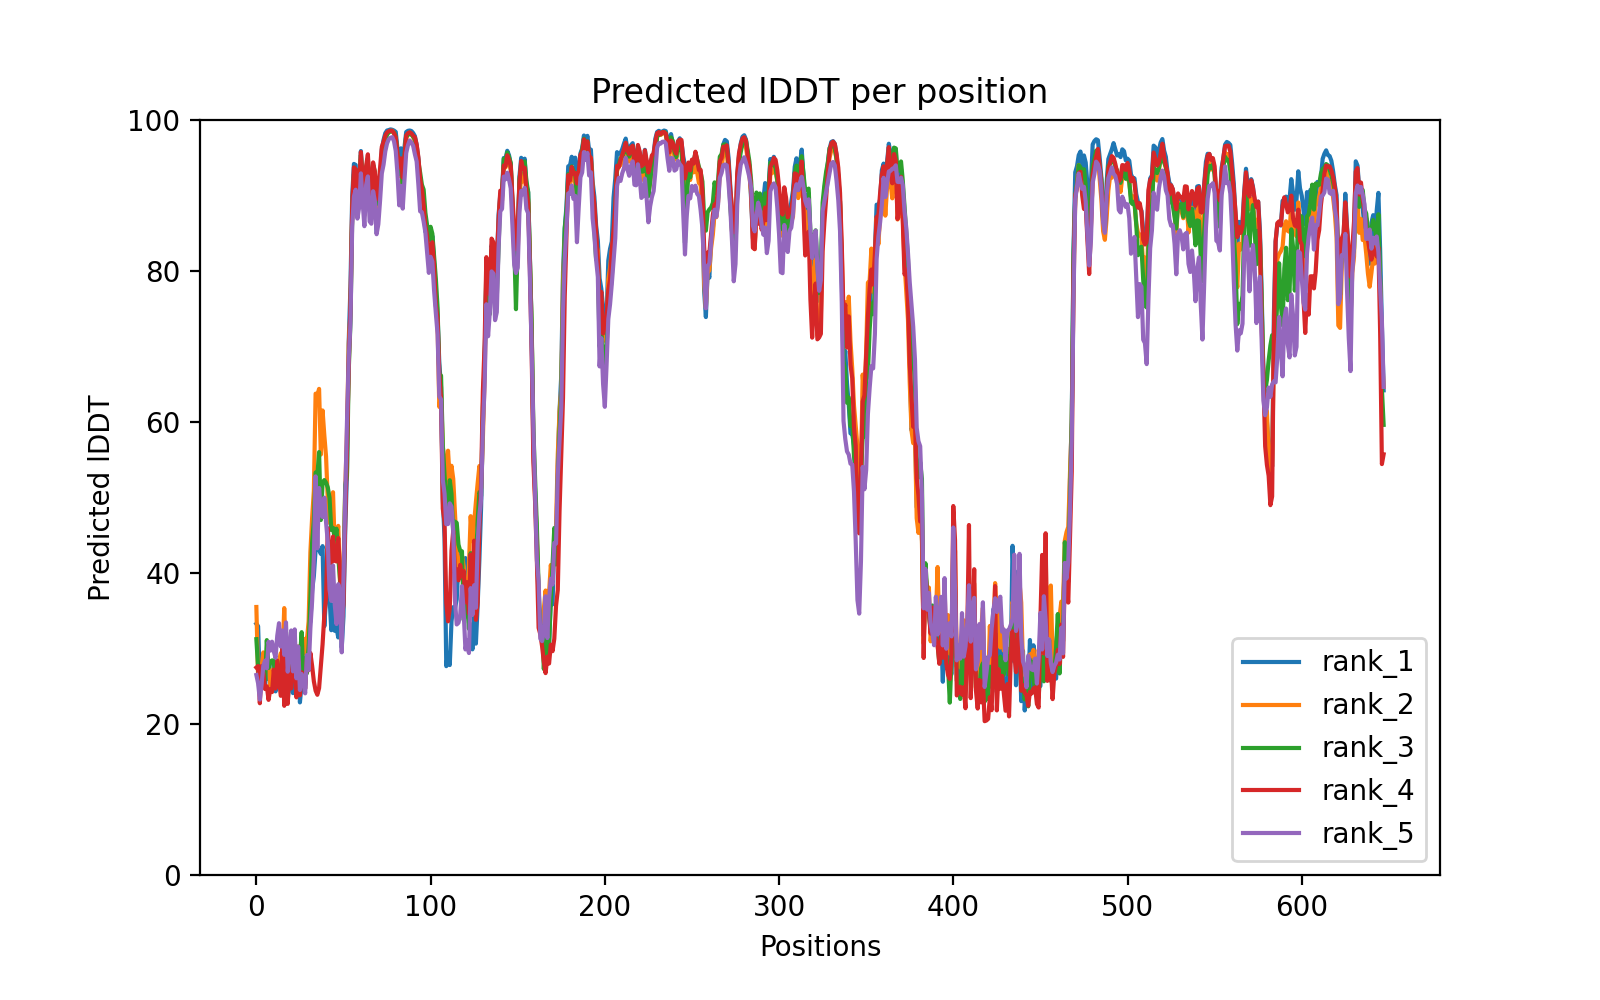 Predicted lDDT per position
Predicted lDDT
100
80
60
40
20
0
0 100 200 300 400 500 600
Positions
rank_1
rank_2
rank_3
rank_4
rank_5